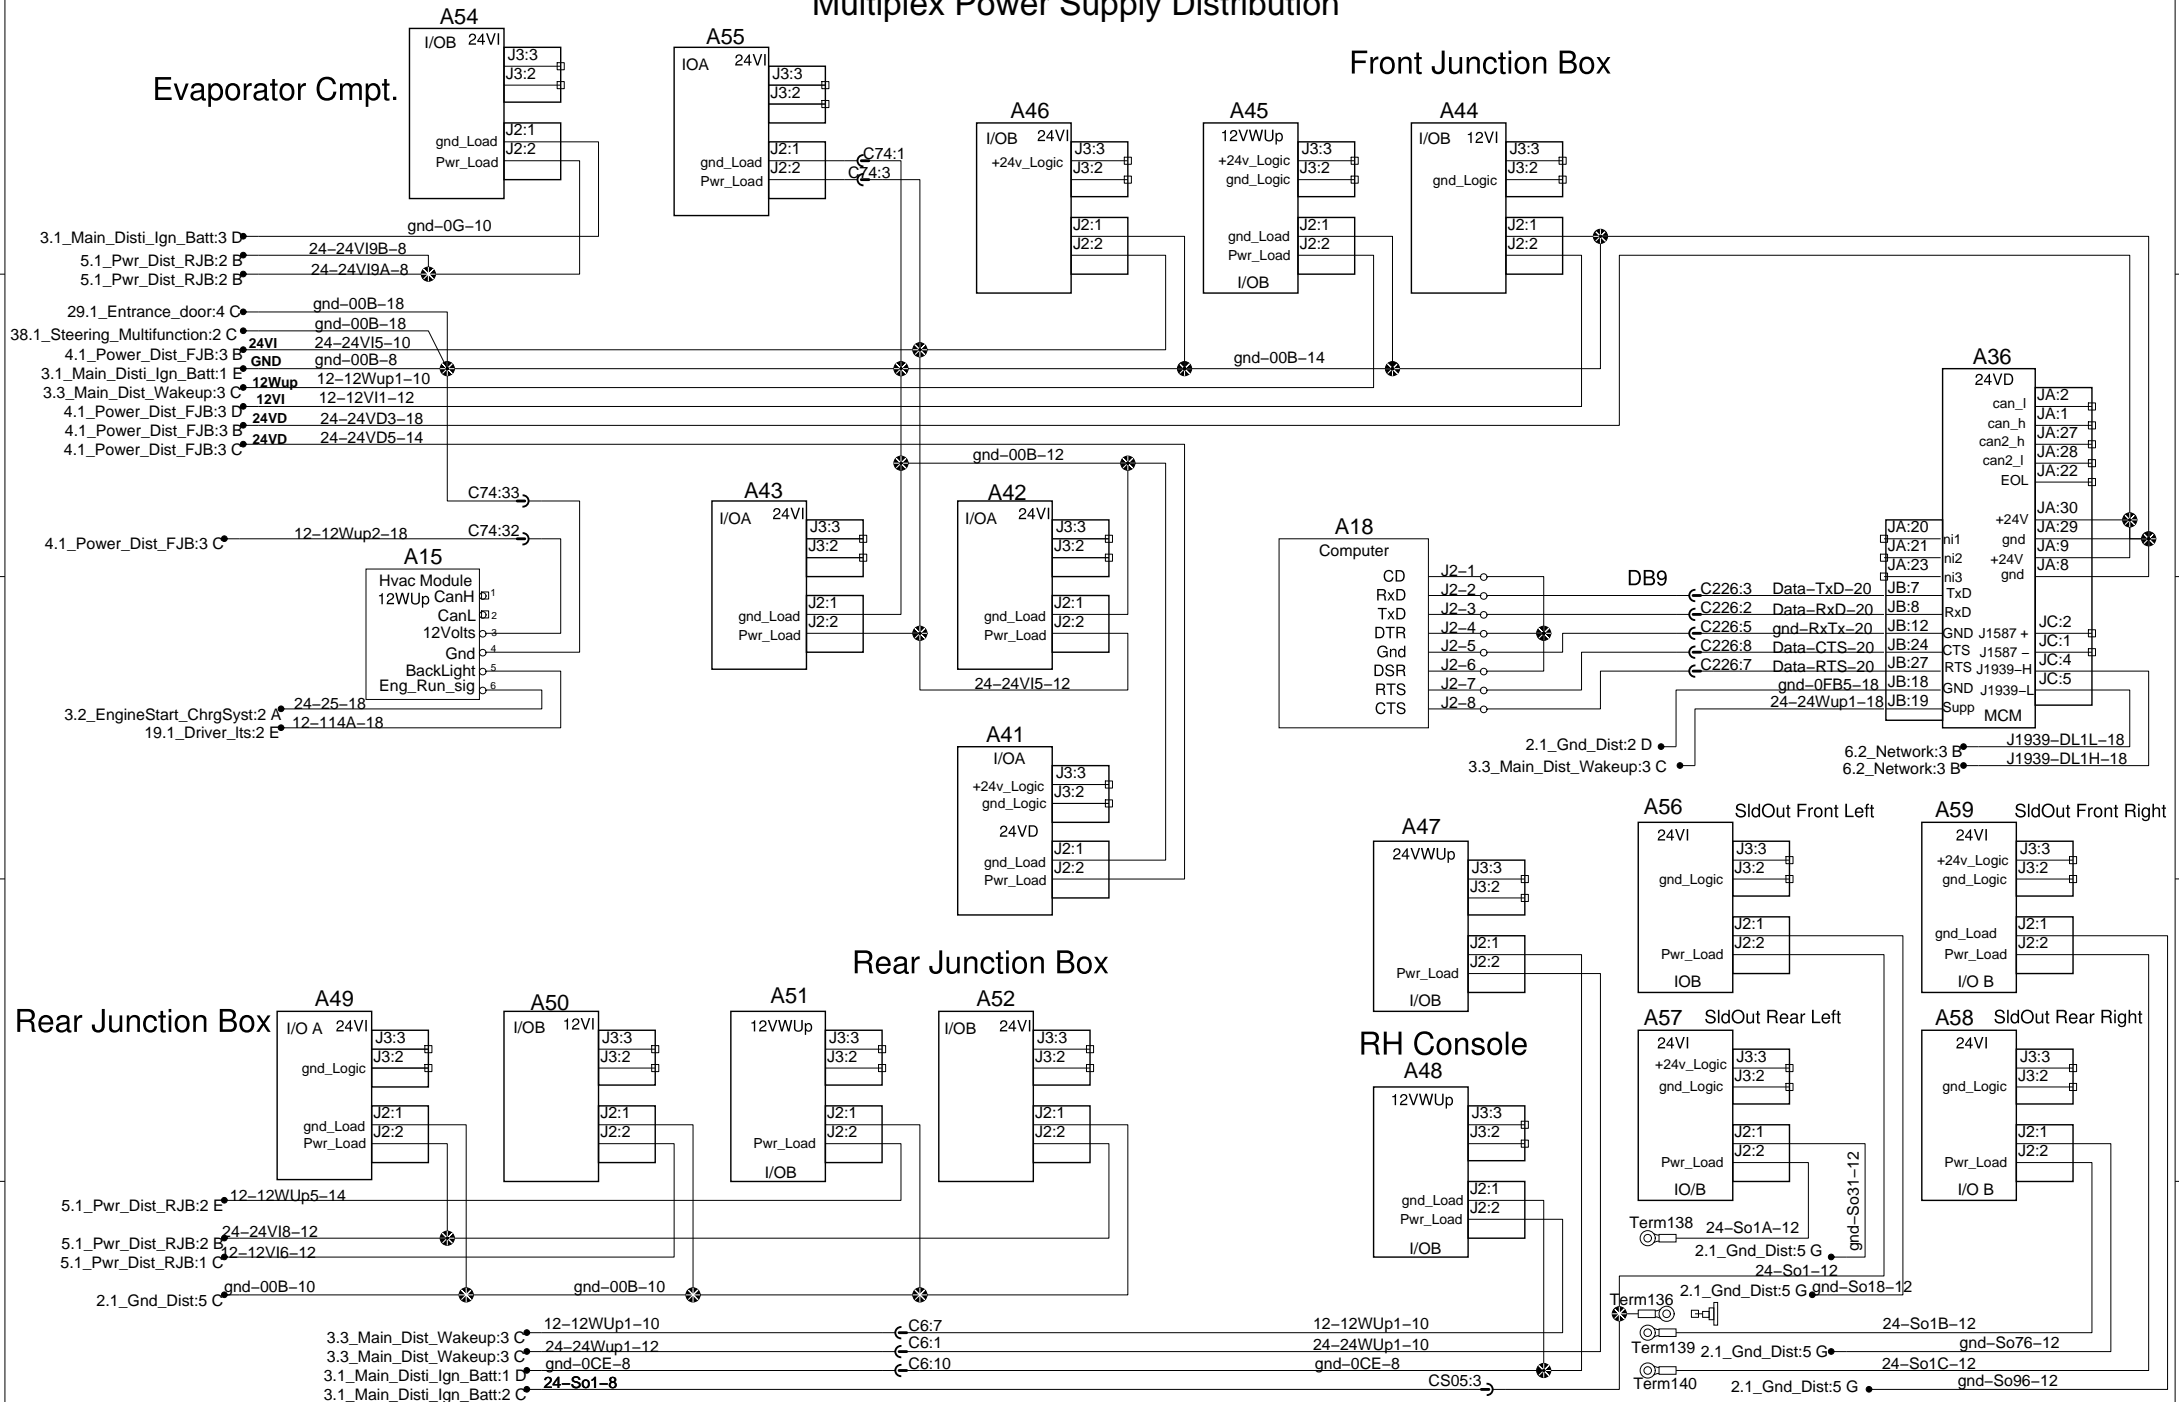 Multiplex Power Supply Distribution
Evaporator Cmpt.
A54
I/OB 24VI
J3:3
J3:2
J2:1
J2:2
gnd_Load
Pwr_Load
A55
IOA 24VI
J3:3
J3:2
J2:1
J2:2
gnd_Load
Pwr_Load
C74:1
C74:3
Front Junction Box
A46
I/OB 24VI
+24v_Logic
J3:3
J3:2
J2:1
J2:2
A45
12VWUp
+24v_Logic
gnd_Logic
J3:3
J3:2
gnd_Load
Pwr_Load
J2:1
J2:2
I/OB
A44
I/OB 12VI
gnd_Logic
J3:3
J3:2
J2:1
J2:2
3.1_Main_Disti_Ign_Batt:3 D
gnd-0G-10
5.1_Pwr_Dist_RJB:2 B
24-24VI9B-8
5.1_Pwr_Dist_RJB:2 B
24-24VI9A-8
29.1_Entrance_door:4 C
gnd-00B-18
38.1_Steering_Multifunction:2 C
gnd-00B-18
4.1_Power_Dist_FJB:3 B
24VI
24-24VI5-10
3.1_Main_Disti_Ign_Batt:1 E
GND
gnd-00B-8
gnd-00B-14
3.3_Main_Dist_Wakeup:3 C
12Wup
12-12Wup1-10
4.1_Power_Dist_FJB:3 D
12VI
12-12VI1-12
4.1_Power_Dist_FJB:3 B
24VD
24-24VD3-18
4.1_Power_Dist_FJB:3 C
24VD
24-24VD5-14
gnd-00B-12
C74:33
4.1_Power_Dist_FJB:3 C
12-12Wup2-18
C74:32
A15
Hvac Module
12WUp
CanH 1
CanL 2
12Volts 3
Gnd 4
BackLight 5
Eng_Run_sig 6
3.2_EngineStart_ChrgSyst:2 A
24-25-18
19.1_Driver_lts:2 E
12-114A-18
A43
I/OA 24VI
J3:3
J3:2
J2:1
J2:2
gnd_Load
Pwr_Load
A42
I/OA 24VI
J3:3
J3:2
J2:1
J2:2
gnd_Load
Pwr_Load
24-24VI5-12
A41
I/OA
+24v_Logic
gnd_Logic
J3:3
J3:2
24VD
gnd_Load
Pwr_Load
J2:1
J2:2
A18
Computer
CD J2-1
RxD J2-2
TxD J2-3
DTR J2-4
Gnd J2-5
DSR J2-6
RTS J2-7
CTS J2-8
DB9
C226:3 Data-TxD-20
C226:2 Data-RxD-20
C226:5 gnd-RxTx-20
C226:8 Data-CTS-20
C226:7 Data-RTS-20
gnd-0FB5-18
24-24Wup1-18
2.1_Gnd_Dist:2 D
3.3_Main_Dist_Wakeup:3 C
A36
24VD
can_l JA:2
can_h JA:1
can2_h JA:27
can2_l JA:28
EOL JA:22
+24V JA:30
gnd JA:29
+24V JA:9
gnd JA:8
JA:20 ni1
JA:21 ni2
JA:23 ni3
JB:7 TxD
JB:8 RxD
JB:12 GND
JB:24 CTS
JB:27 RTS
JB:18 GND
JB:19 Supp
J1587 + JC:2
J1587 - JC:1
J1939-H JC:4
J1939-L JC:5
MCM
6.2_Network:3 B
J1939-DL1L-18
6.2_Network:3 B
J1939-DL1H-18
A47
24VWUp
J3:3
J3:2
J2:1
J2:2
Pwr_Load
I/OB
A56 SldOut Front Left
24VI
gnd_Logic
J3:3
J3:2
J2:1
J2:2
Pwr_Load
IOB
A59 SldOut Front Right
24VI
+24v_Logic
gnd_Logic
J3:3
J3:2
gnd_Load
Pwr_Load
J2:1
J2:2
I/O B
Rear Junction Box
Rear Junction Box
A49
I/O A 24VI
gnd_Logic
J3:3
J3:2
gnd_Load
Pwr_Load
J2:1
J2:2
A50
I/OB 12VI
J3:3
J3:2
J2:1
J2:2
A51
12VWUp
J3:3
J3:2
J2:1
J2:2
Pwr_Load
I/OB
A52
I/OB 24VI
J3:3
J3:2
J2:1
J2:2
RH Console
A48
12VWUp
J3:3
J3:2
gnd_Load
Pwr_Load
J2:1
J2:2
I/OB
A57 SldOut Rear Left
24VI
+24v_Logic
gnd_Logic
J3:3
J3:2
J2:1
J2:2
Pwr_Load
IO/B
A58 SldOut Rear Right
24VI
gnd_Logic
J3:3
J3:2
J2:1
J2:2
Pwr_Load
I/O B
5.1_Pwr_Dist_RJB:2 E
12-12WUp5-14
5.1_Pwr_Dist_RJB:2 B
24-24VI8-12
5.1_Pwr_Dist_RJB:1 C
12-12VI6-12
2.1_Gnd_Dist:5 C
gnd-00B-10
gnd-00B-10
Term138
24-So1A-12
gnd-So31-12
2.1_Gnd_Dist:5 G
24-So1-12
2.1_Gnd_Dist:5 G
gnd-So18-12
Term136
24-So1B-12
Term139
2.1_Gnd_Dist:5 G
gnd-So76-12
24-So1C-12
Term140
2.1_Gnd_Dist:5 G
gnd-So96-12
3.3_Main_Dist_Wakeup:3 C
12-12WUp1-10
C6:7
12-12WUp1-10
3.3_Main_Dist_Wakeup:3 C
24-24Wup1-12
C6:1
24-24WUp1-10
3.1_Main_Disti_Ign_Batt:1 D
gnd-0CE-8
C6:10
gnd-0CE-8
3.1_Main_Disti_Ign_Batt:2 C
24-So1-8
CS05:3